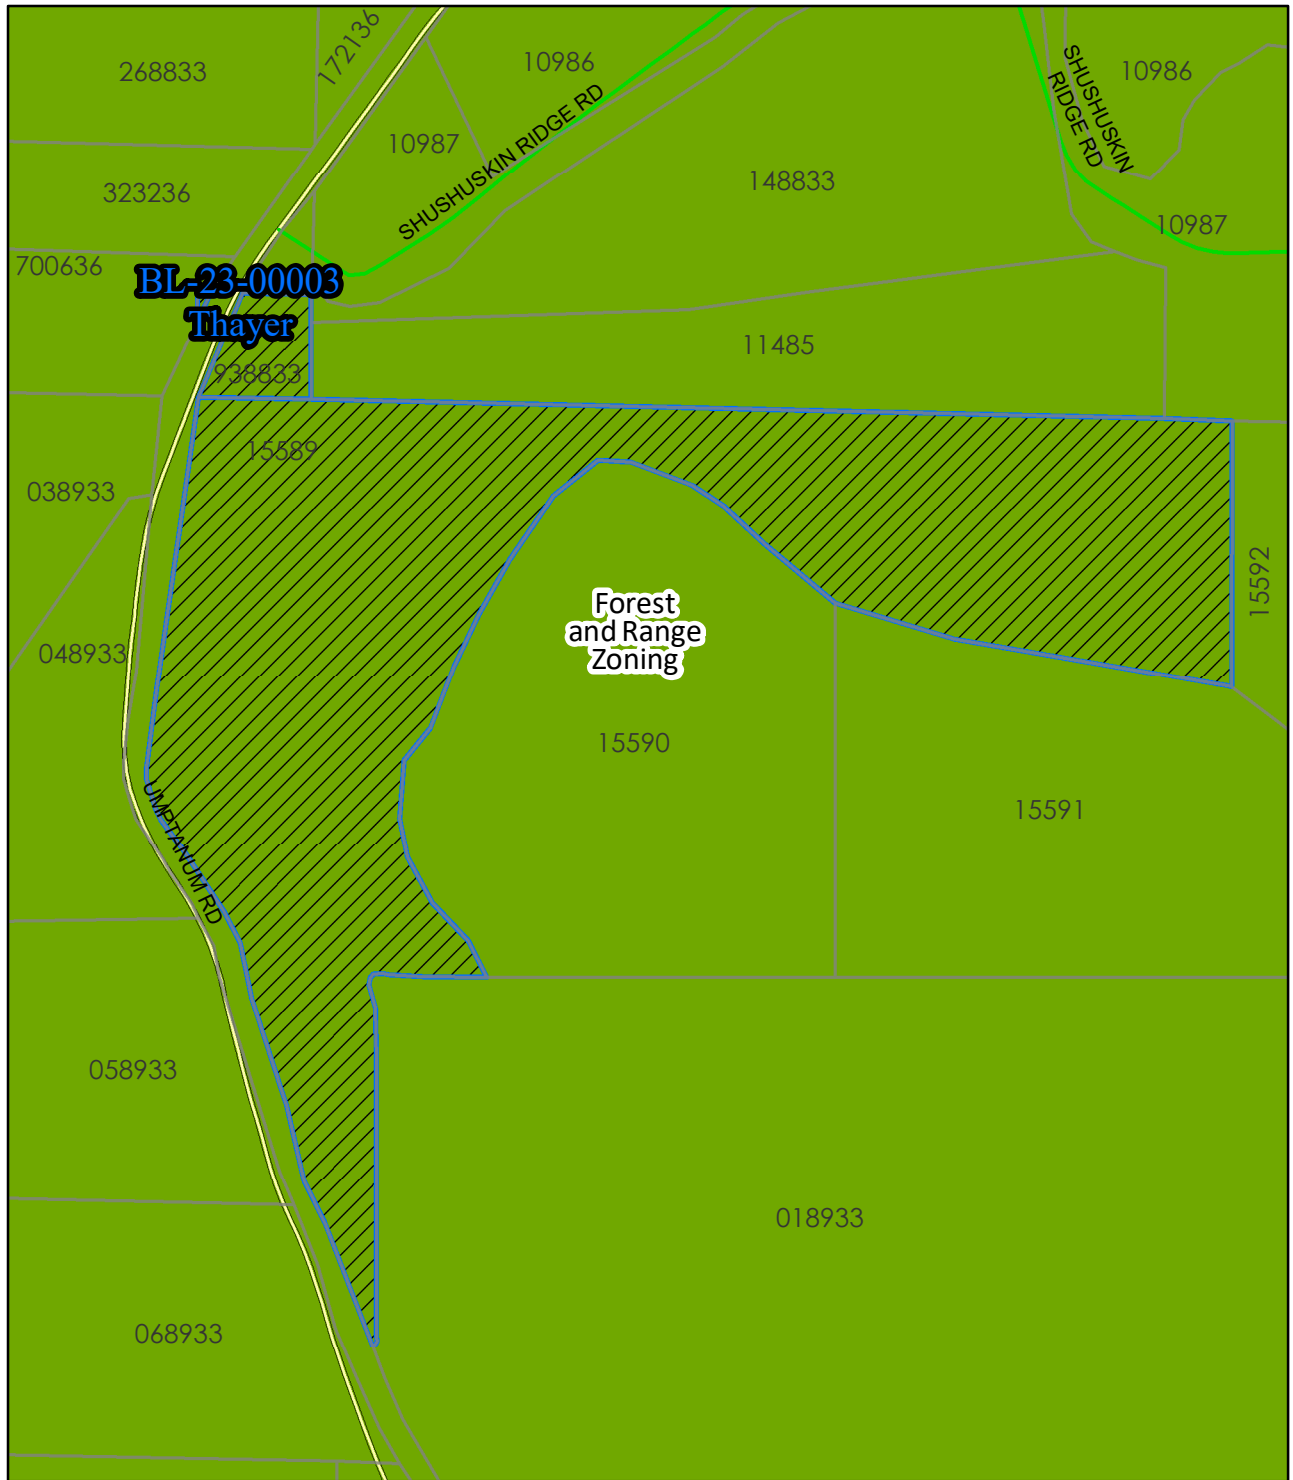 268833
172136
10986
SHUSHUSKIN
RIDGE RD
10986
10987
SHUSHUSKIN RIDGE RD
323236
148833
10987
700636
BL-23-00003
Thayer
11485
938833
15589
038933
15592
Forest
and Range
Zoning
048933
15590
15591
UMPTANUM RD
058933
018933
068933